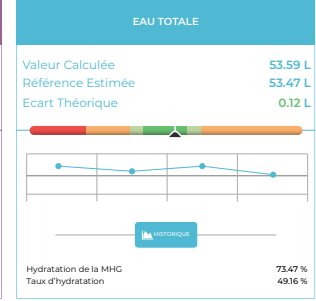 EAU TOTALE
Valeur Calculée 53.59 L
Référence Estimée 53.47 L
Ecart Théorique 0.12 L
HISTORIQUE
Hydratation de la MHG 73.47 %
Taux d'hydratation 49.16 %